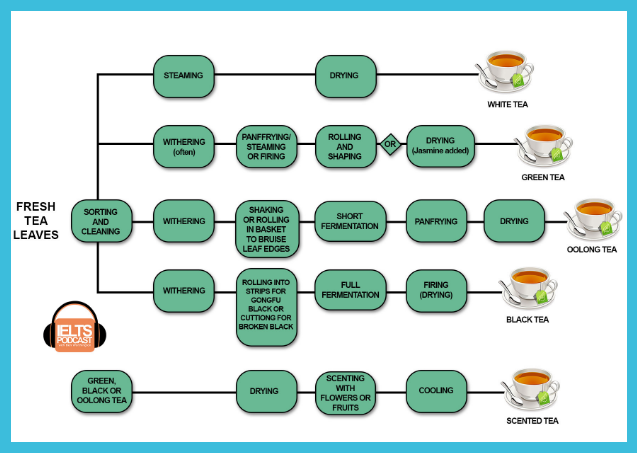 STEAMING
DRYING
WHITE TEA
WITHERING
(often)
PANFFRYING/
STEAMING
OR FIRING
ROLLING
AND
SHAPING
OR
DRYING
(Jasmine added)
GREEN TEA
FRESH
TEA
LEAVES
SORTING
AND
CLEANING
WITHERING
SHAKING
OR ROLLING
IN BASKET
TO BRUISE
LEAF EDGES
SHORT
FERMENTATION
PANFRYING
DRYING
OOLONG TEA
WITHERING
ROLLING INTO
STRIPS FOR
GONGFU
BLACK OR
CUTTIONG FOR
BROKEN BLACK
FULL
FERMENTATION
FIRING
(DRYING)
BLACK TEA
IELTS
PODCAST
GREEN,
BLACK OR
OOLONG TEA
DRYING
SCENTING
WITH
FLOWERS OR
FRUITS
COOLING
SCENTED TEA